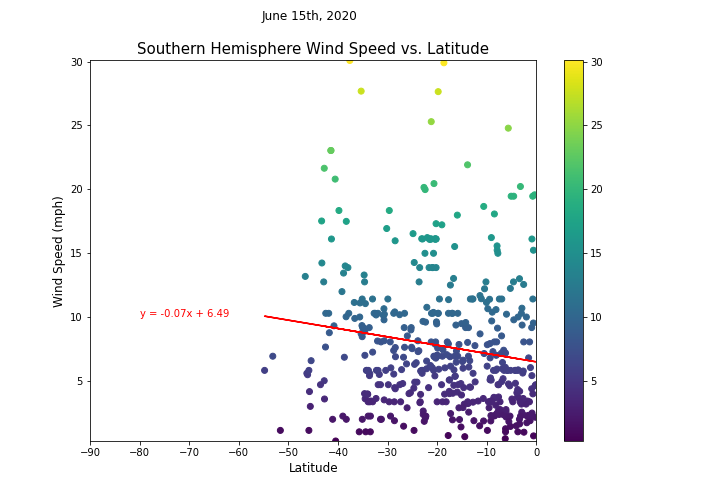 June 15th, 2020
Southern Hemisphere Wind Speed vs. Latitude
30
25
20
15
10
5
Wind Speed (mph)
y = -0.07x + 6.49
−90 −80 −70 −60 −50 −40 −30 −20 −10 0
Latitude
30
25
20
15
10
5